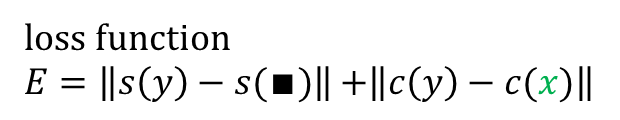 loss function
E = ‖s(y) − s(■)‖ +‖c(y) − c(x)‖